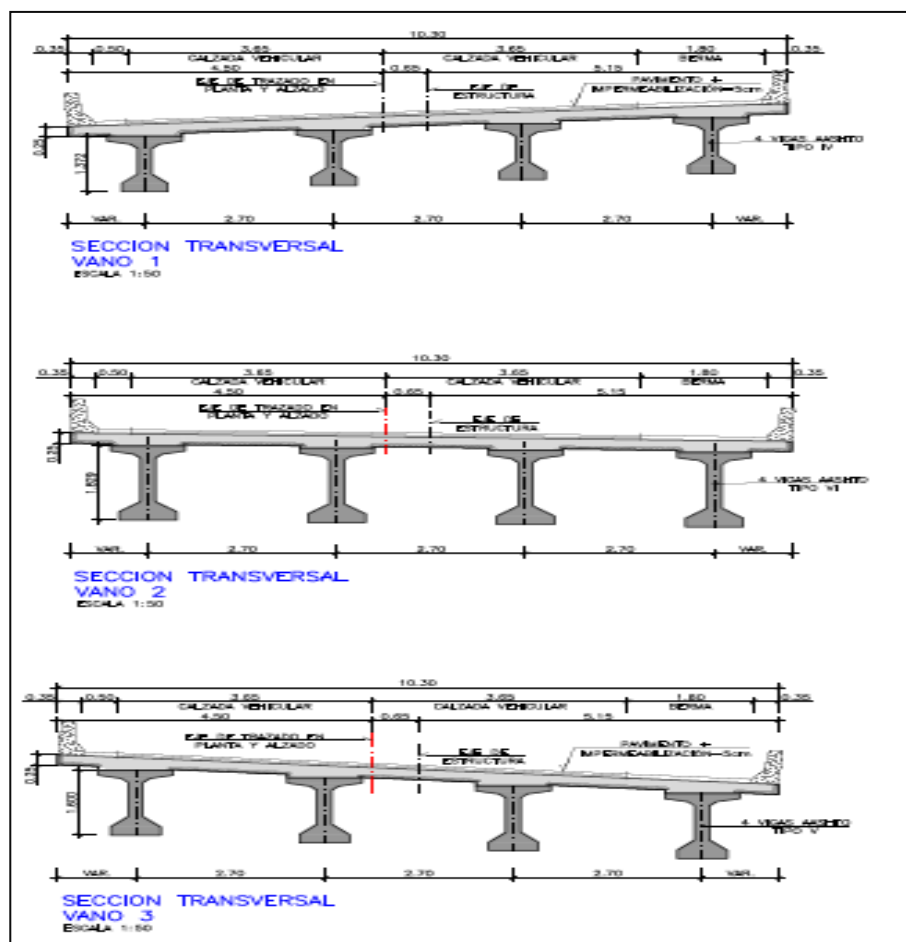 10.30
0.35 0.50 3.65 3.65 1.80 0.35
CALZADA VEHICULAR CALZADA VEHICULAR BERMA
4.50 0.65 5.15
EJE DE TRAZADO EN
PLANTA Y ALZADO
EJE DE
ESTRUCTURA
PAVIMENTO +
IMPERMEABILIZACIÓN=5cm
0.25
1.372
4 VIGAS AASHTO
TIPO IV
VAR. 2.70 2.70 2.70 VAR.
SECCION TRANSVERSAL
VANO 1
ESCALA 1:50
10.30
0.35 0.50 3.65 3.65 1.80 0.35
CALZADA VEHICULAR CALZADA VEHICULAR BERMA
4.50 0.65 5.15
EJE DE TRAZADO EN
PLANTA Y ALZADO
EJE DE
ESTRUCTURA
0.25
1.829
4 VIGAS AASHTO
TIPO VI
VAR. 2.70 2.70 2.70 VAR.
SECCION TRANSVERSAL
VANO 2
ESCALA 1:50
10.30
0.35 0.50 3.65 3.65 1.80 0.35
CALZADA VEHICULAR CALZADA VEHICULAR BERMA
4.50 0.65 5.15
EJE DE TRAZADO EN
PLANTA Y ALZADO
EJE DE
ESTRUCTURA
PAVIMENTO +
IMPERMEABILIZACIÓN=5cm
0.25
1.600
4 VIGAS AASHTO
TIPO V
VAR. 2.70 2.70 2.70 VAR.
SECCION TRANSVERSAL
VANO 3
ESCALA 1:50